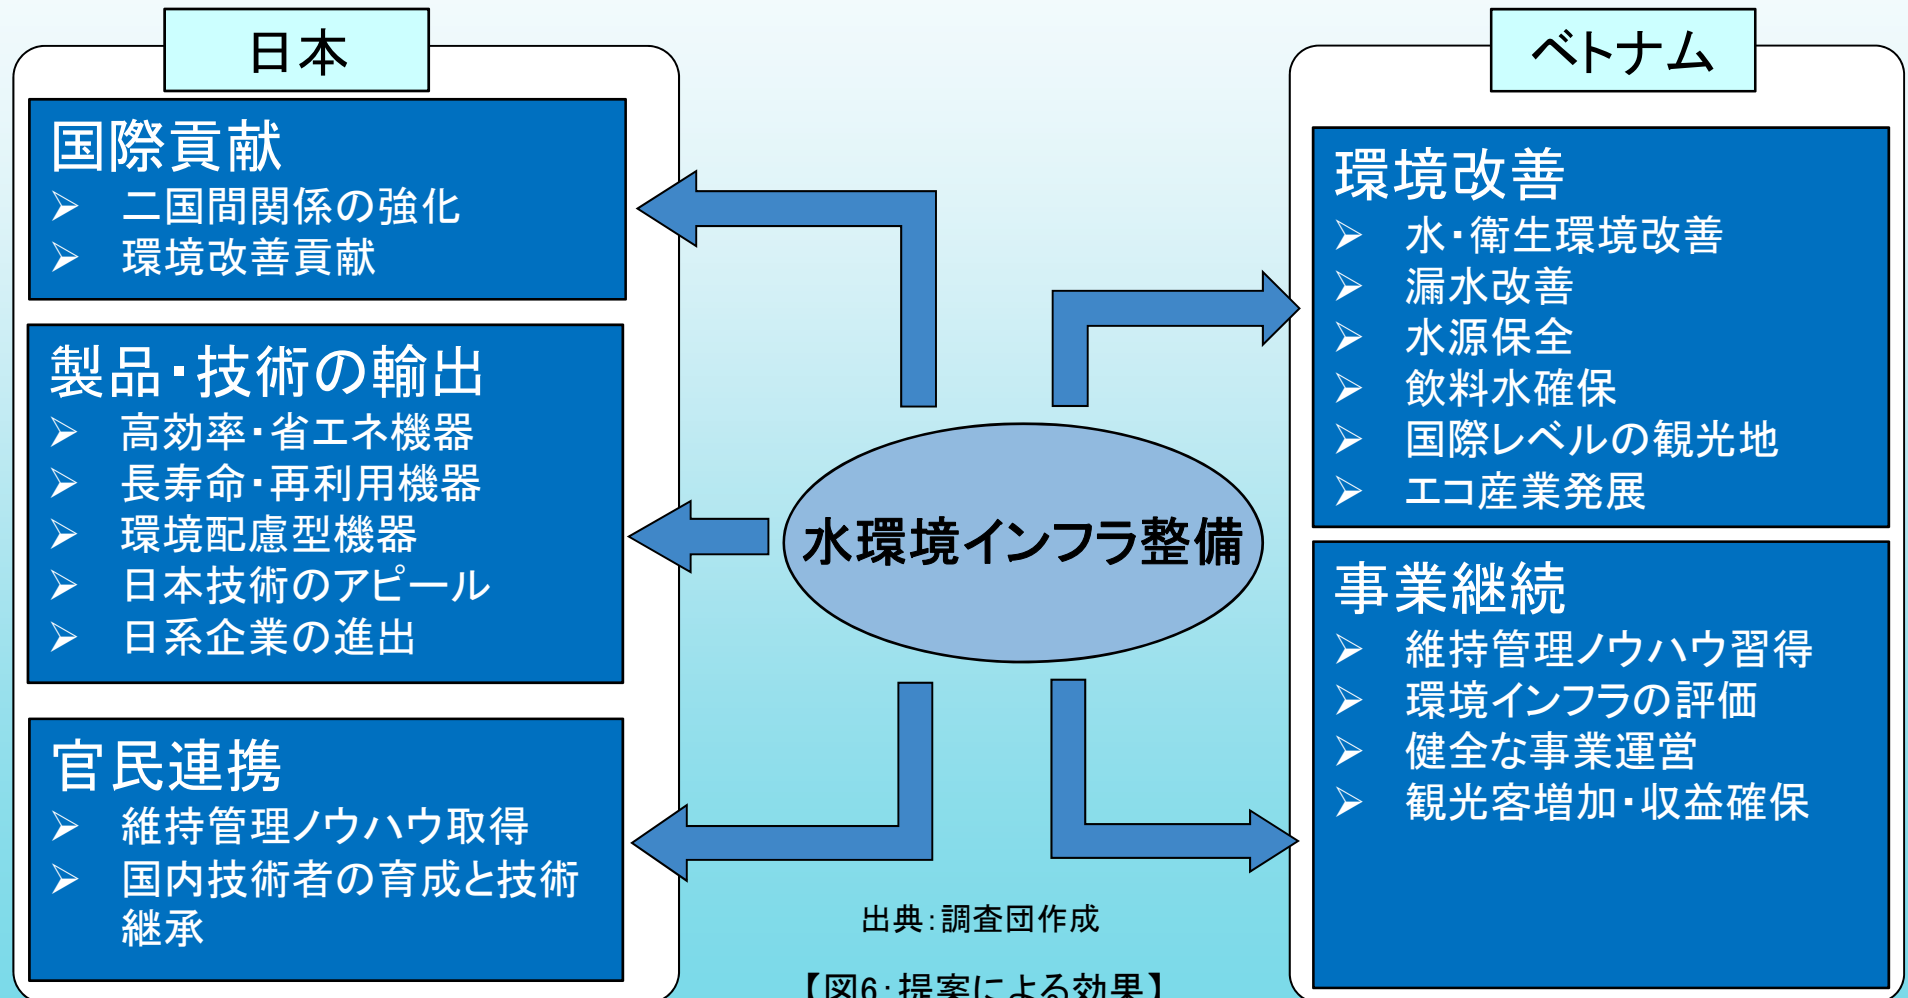 日本
国際貢献
➢ 二国間関係の強化
➢ 環境改善貢献
製品・技術の輸出
➢ 高効率・省エネ機器
➢ 長寿命・再利用機器
➢ 環境配慮型機器
➢ 日本技術のアピール
➢ 日系企業の進出
官民連携
➢ 維持管理ノウハウ取得
➢ 国内技術者の育成と技術
継承
水環境インフラ整備
ベトナム
環境改善
➢ 水・衛生環境改善
➢ 漏水改善
➢ 水源保全
➢ 飲料水確保
➢ 国際レベルの観光地
➢ エコ産業発展
事業継続
➢ 維持管理ノウハウ習得
➢ 環境インフラの評価
➢ 健全な事業運営
➢ 観光客増加・収益確保
出典：調査団作成
【図6：提案による効果】